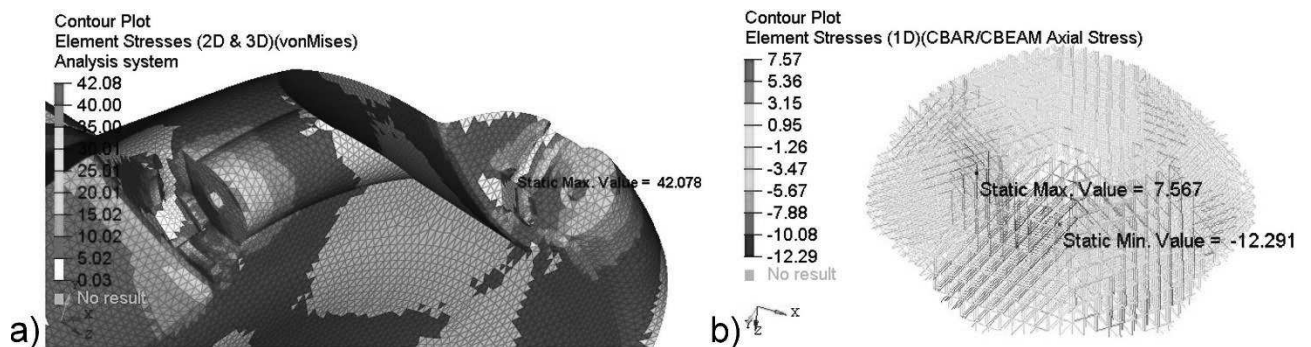 Contour Plot
Element Stresses (2D & 3D)(vonMises)
Analysis system
42.08
40.00
35.00
30.01
25.01
20.01
15.02
10.02
5.02
0.03
No result
X
Z
Static Max. Value = 42.078
a)
Contour Plot
Element Stresses (1D)(CBAR/CBEAM Axial Stress)
7.57
5.36
3.15
0.95
-1.26
-3.47
-5.67
-7.88
-10.08
-12.29
No result
Static Max. Value = 7.567
Static Min. Value = -12.291
Y Z X
b)